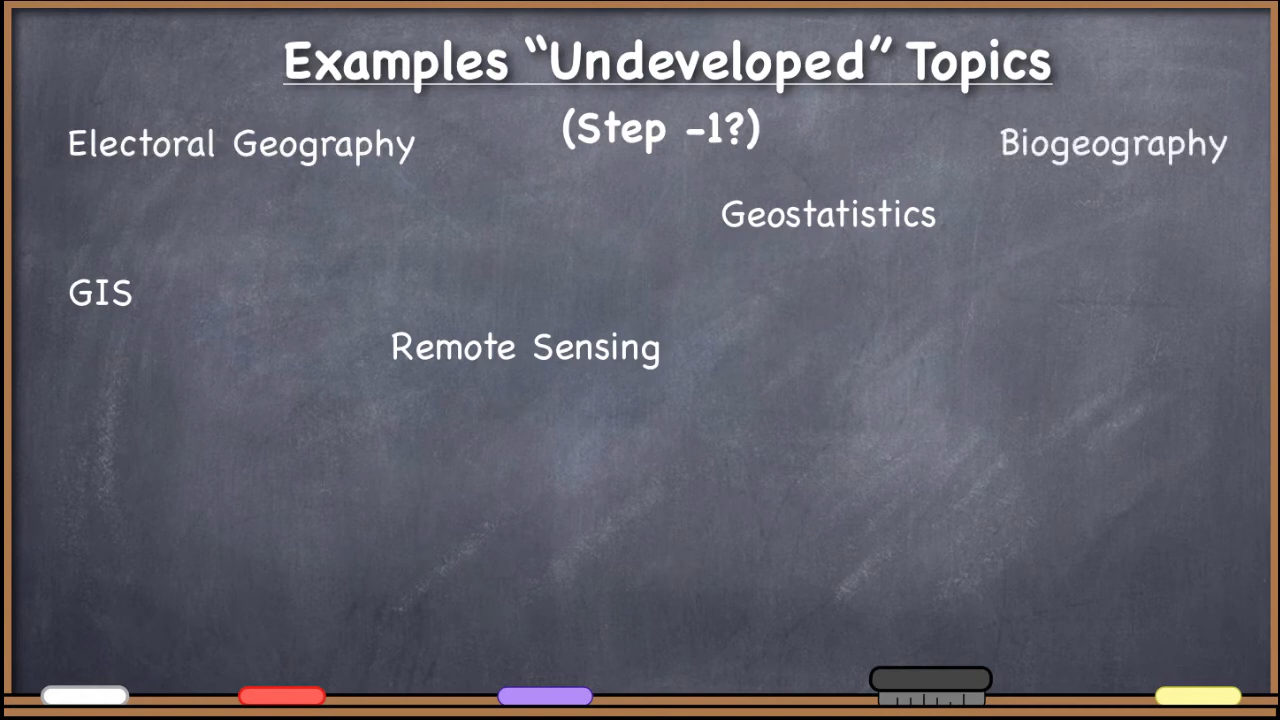 Examples “Undeveloped” Topics
(Step -1?)
Electoral Geography
Biogeography
Geostatistics
GIS
Remote Sensing